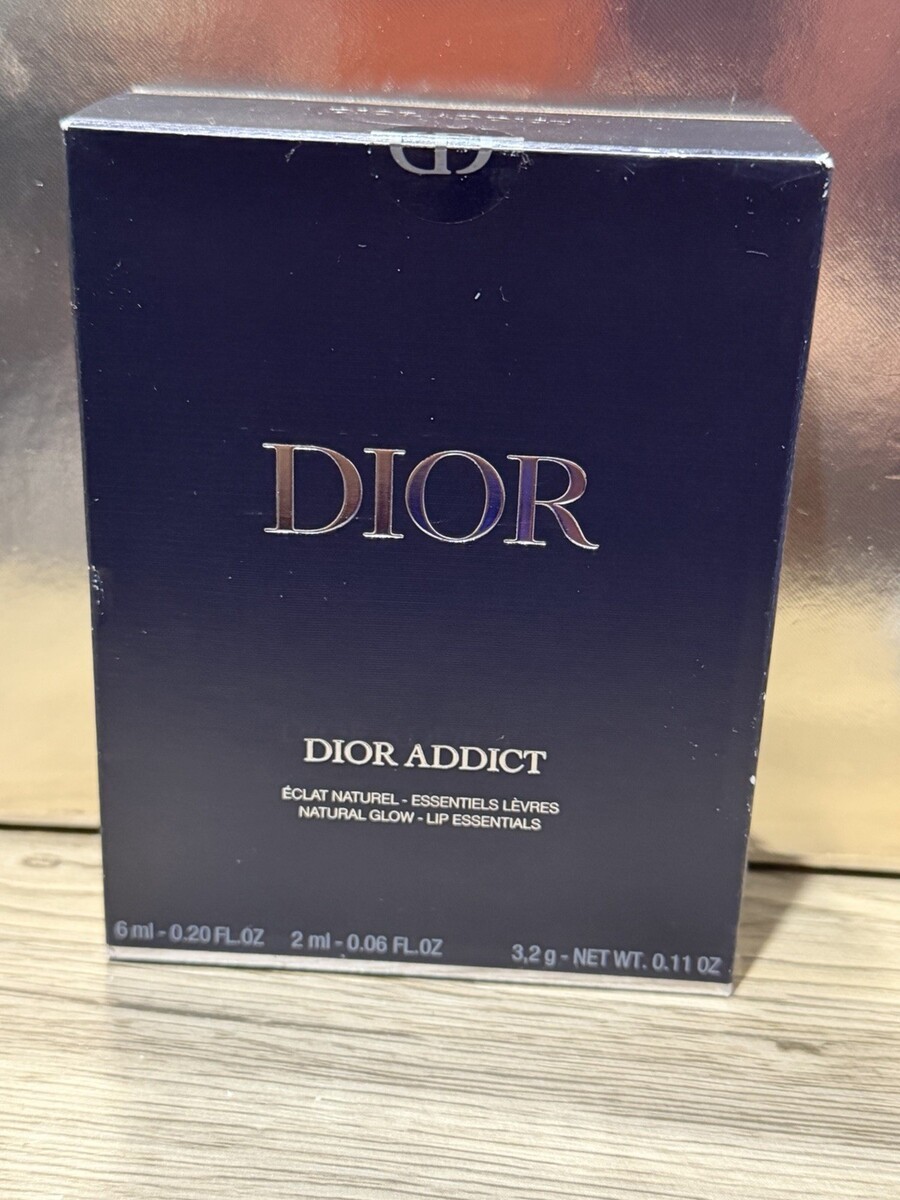 DIOR
DIOR ADDICT
ÉCLAT NATUREL - ESSENTIELS LÈVRES
NATURAL GLOW - LIP ESSENTIALS
6 ml - 0.20 FL.OZ 2 ml - 0.06 FL.OZ 3,2 g - NET WT. 0.11 OZ